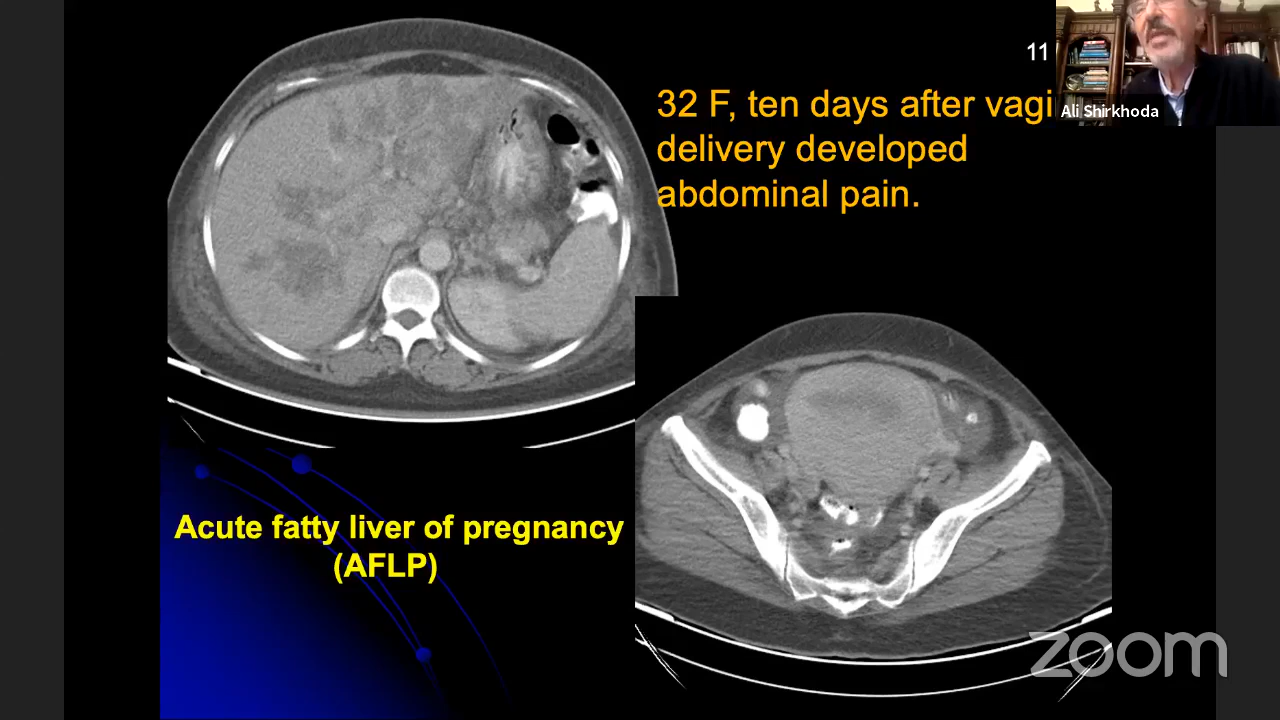 11
32 F, ten days after vagi
delivery developed
abdominal pain.
Ali Shirkhoda
Acute fatty liver of pregnancy
(AFLP)
zoom